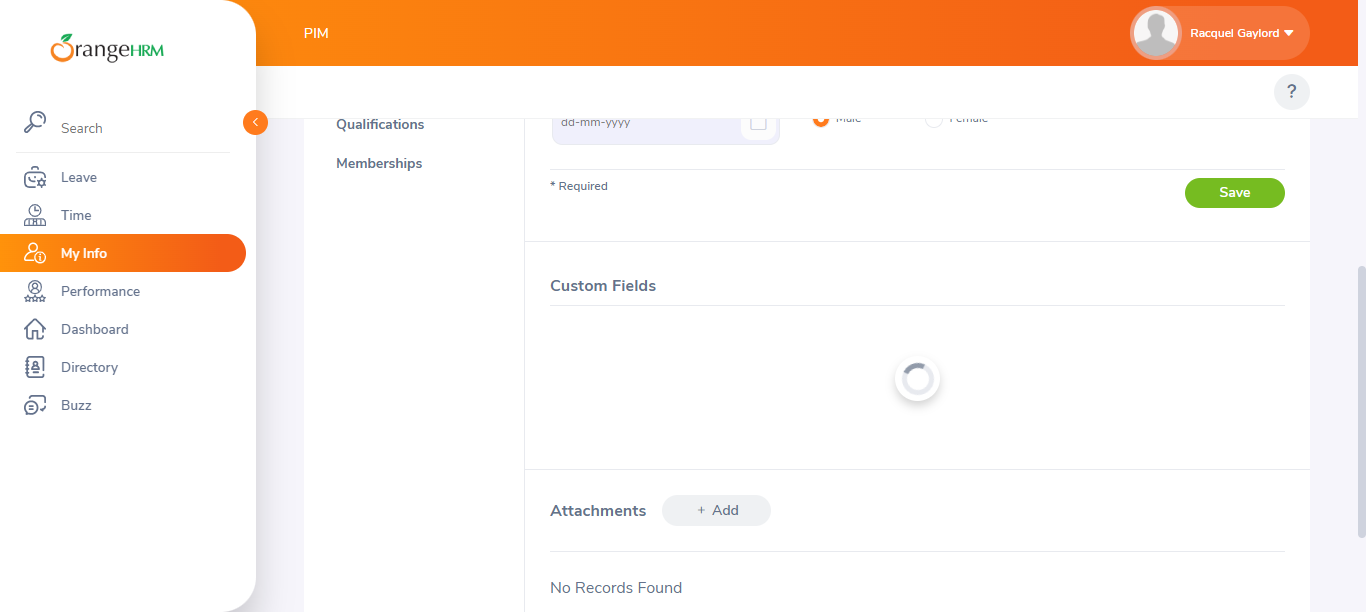 OrangeHRM
PIM
Racquel Gaylord
?
Search
Leave
Time
My Info
Performance
Dashboard
Directory
Buzz
Qualifications
Memberships
dd-mm-yyyy
Male
Female
* Required
Save
Custom Fields
Attachments
+ Add
No Records Found